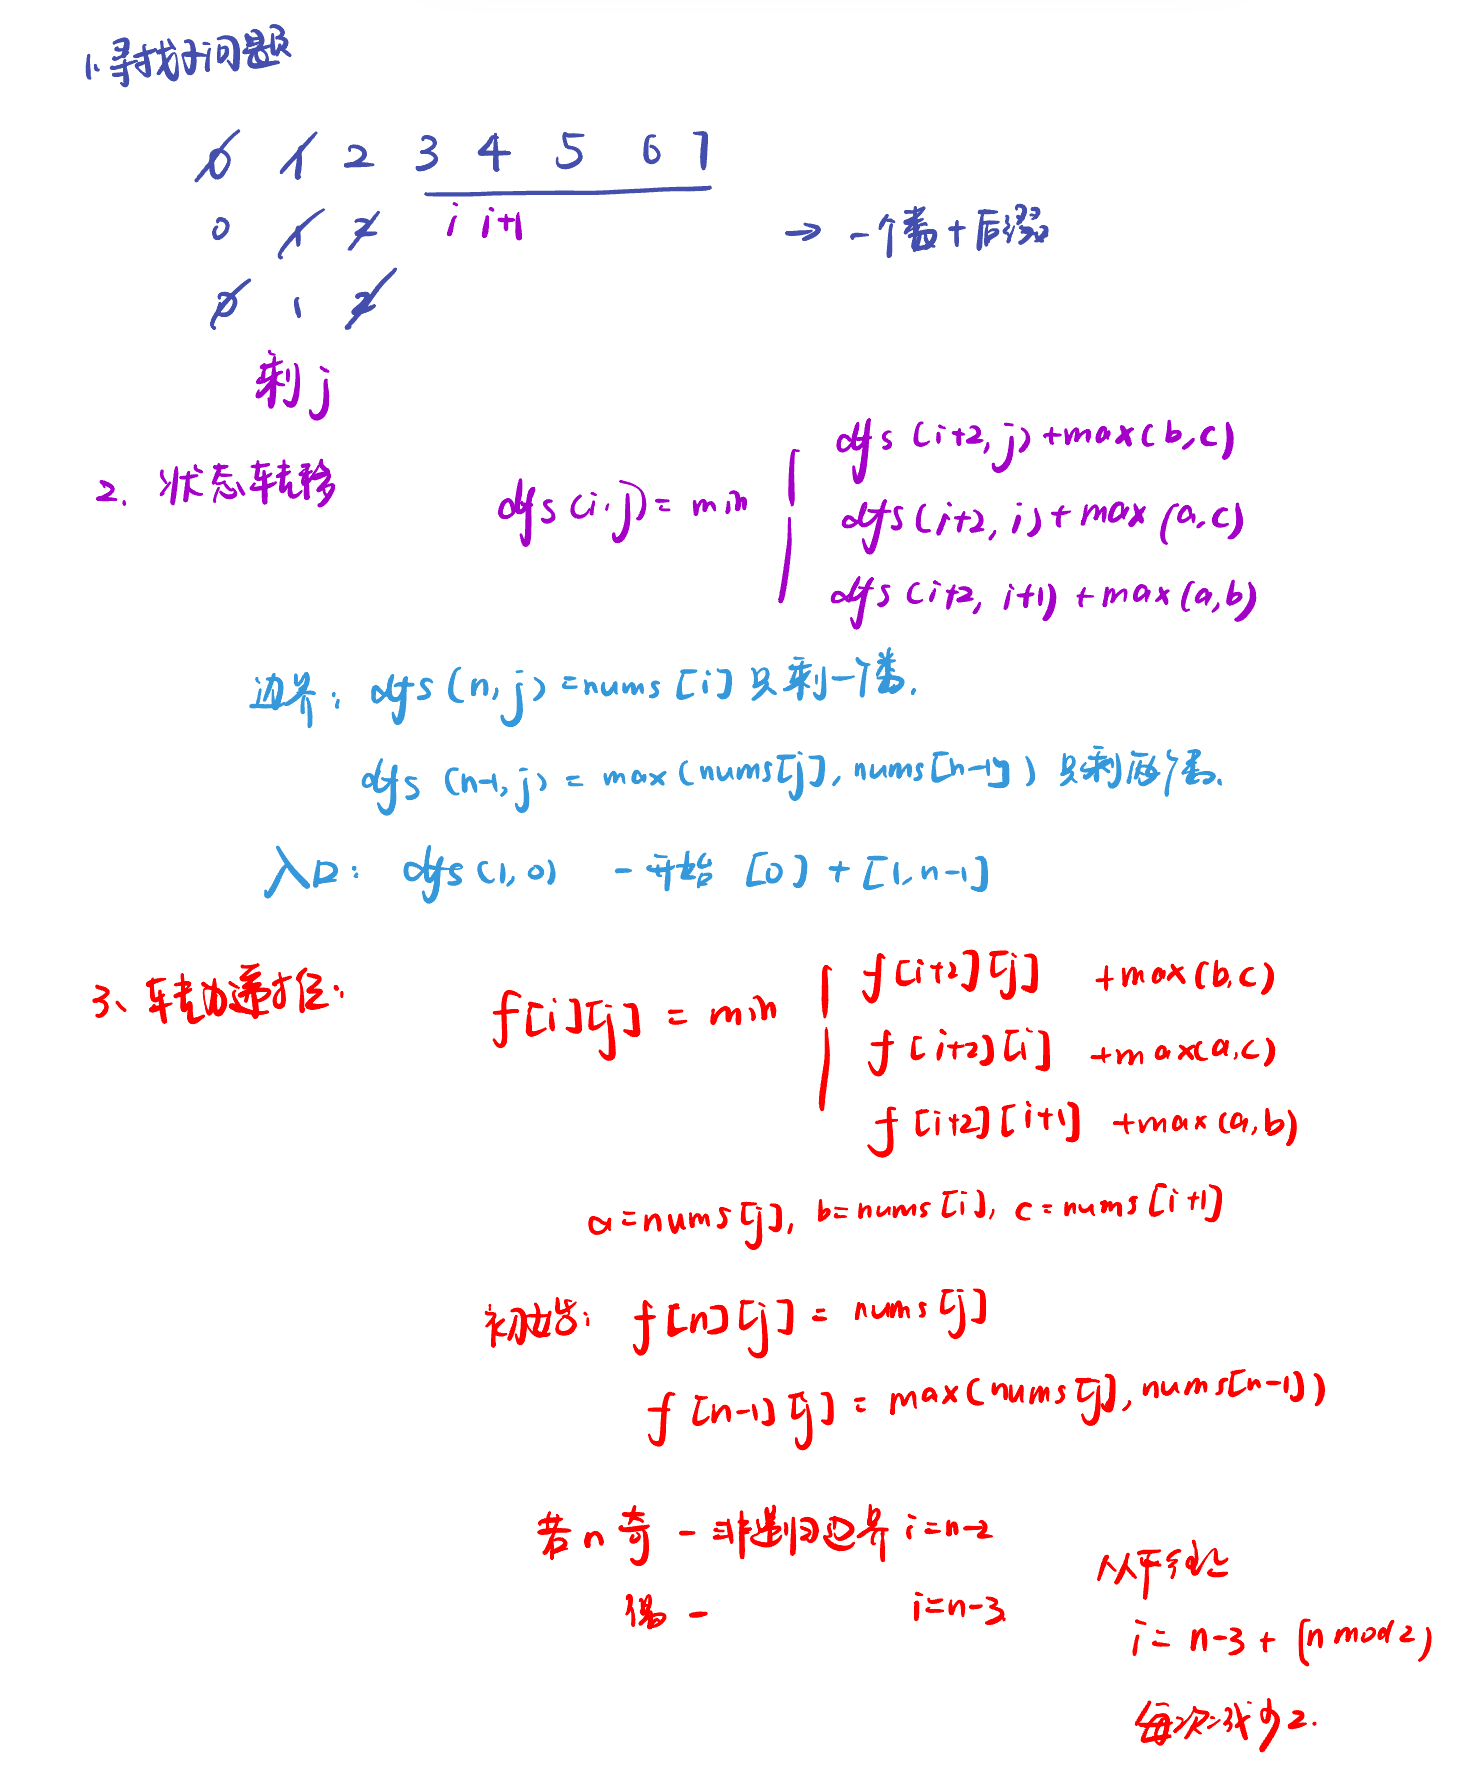 1. 寻找子问题
0 1 2 3 4 5 6 7
0 1 2 i i+1 → 一个数+后缀
0 1 2
剩j
2. 状态转移 dfs(i,j) = min
dfs(i+2,j)+max(b,c)
dfs(i+2,i)+max(a,c)
dfs(i+2,i+1)+max(a,b)
边界: dfs(n,j)=nums[i] 只剩一个数.
dfs(n-1,j) = max(nums[j],nums[n-1]) 只剩两个数.
入口: dfs(1,0) 一开始 [0]+[1,n-1]
3、转为递推:
f[i][j] = min
f[i+2][j] +max(b,c)
f[i+2][i] +max(a,c)
f[i+2][i+1] +max(a,b)
a=nums[j], b=nums[i], c=nums[i+1]
初始: f[n][j] = nums[j]
f[n-1][j] = max(nums[j],nums[n-1])
若n奇 - 非递归边界 i=n-2
偶 - i=n-3
i= n-3+(n mod 2)
每次减少2.